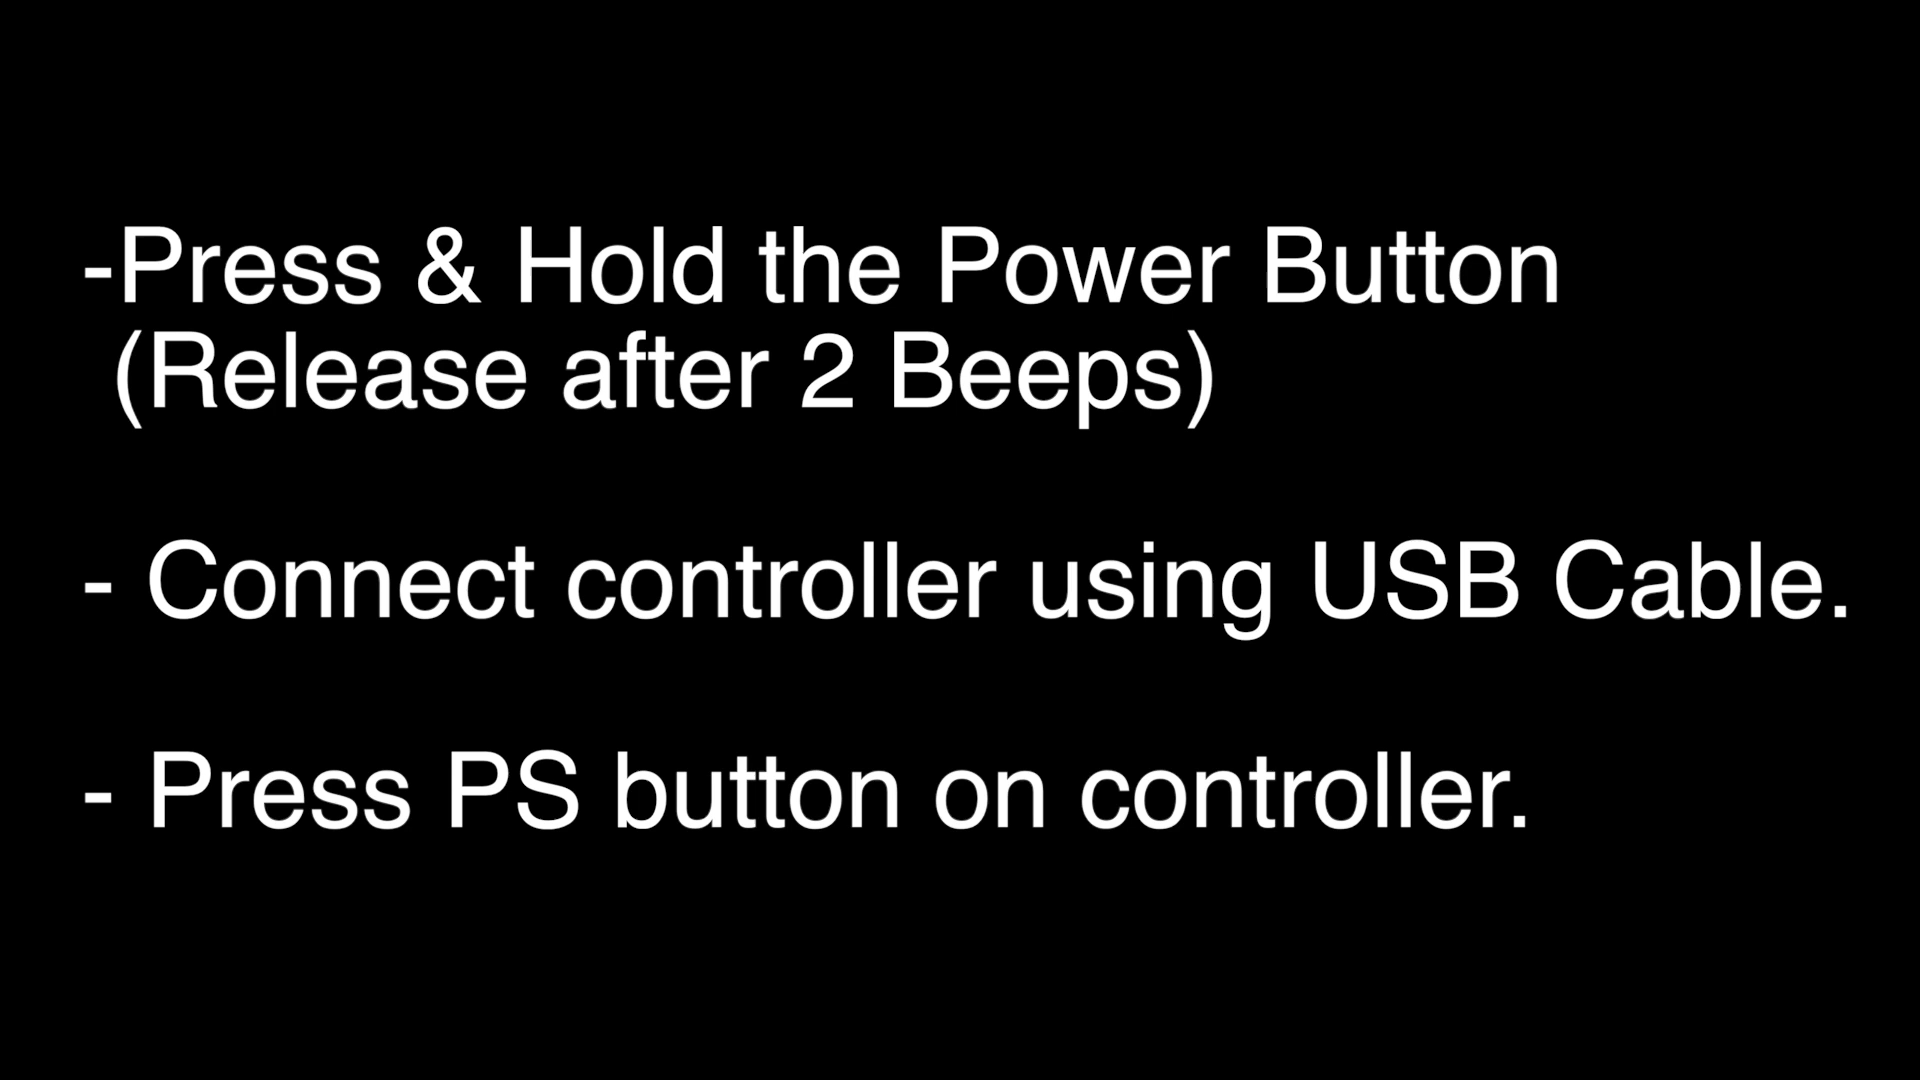 -Press & Hold the Power Button
(Release after 2 Beeps)
- Connect controller using USB Cable.
- Press PS button on controller.